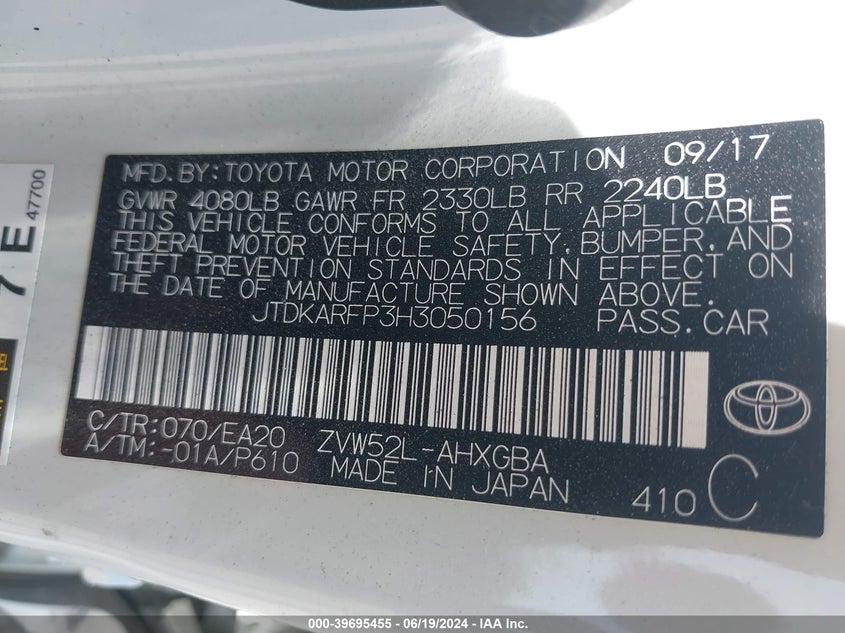 MFD.BY:TOYOTA MOTOR CORPORATION 09/17
GVWR 4080LB GAWR FR 2330LB RR 2240LB
THIS VEHICLE CONFORMS TO ALL APPLICABLE
FEDERAL MOTOR VEHICLE SAFETY,BUMPER,AND
THEFT PREVENTION STANDARDS IN EFFECT ON
THE DATE OF MANUFACTURE SHOWN ABOVE.
JTDKARFP3H3050156 PASS.CAR
C/TR:070/EA20 ZVW52L-AHXGBA
A/TM:-01A/P610 MADE IN JAPAN
410 C
7 E
47700
000-39695455 - 06/19/2024 - IAA Inc.